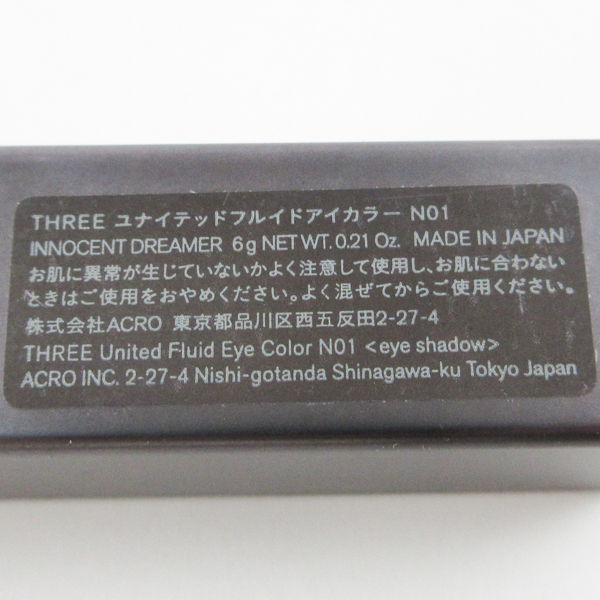 THREE ユナイテッドフルイドアイカラー N01
INNOCENT DREAMER 6g NET WT. 0.21 Oz. MADE IN JAPAN
お肌に異常が生じていないかよく注意して使用し、お肌に合わない
ときはご使用をおやめください。よく混ぜてからご使用ください。
株式会社ACRO 東京都品川区西五反田2-27-4
THREE United Fluid Eye Color N01 <eye shadow>
ACRO INC. 2-27-4 Nishi-gotanda Shinagawa-ku Tokyo Japan